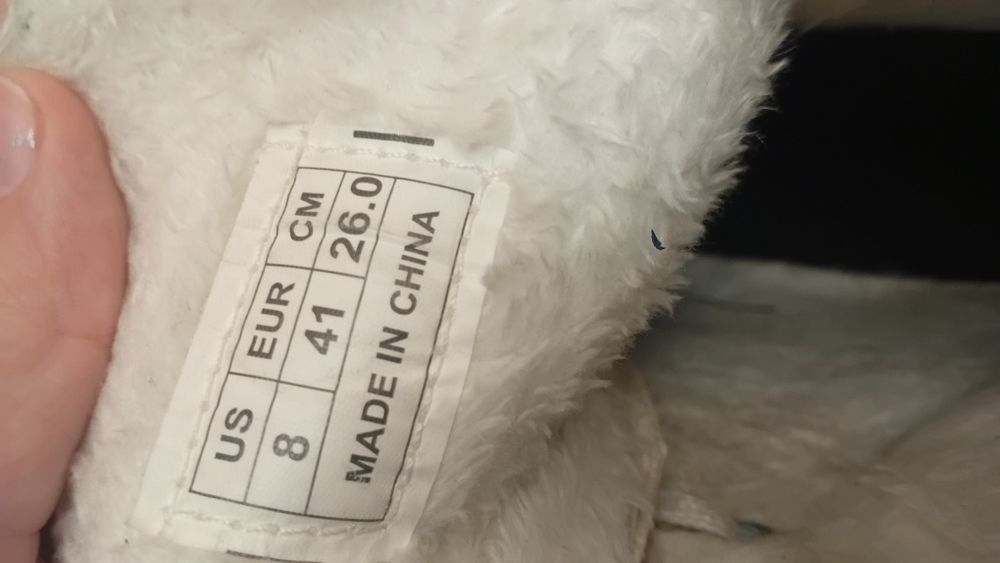 US EUR CM
8 41 26.0
MADE IN CHINA